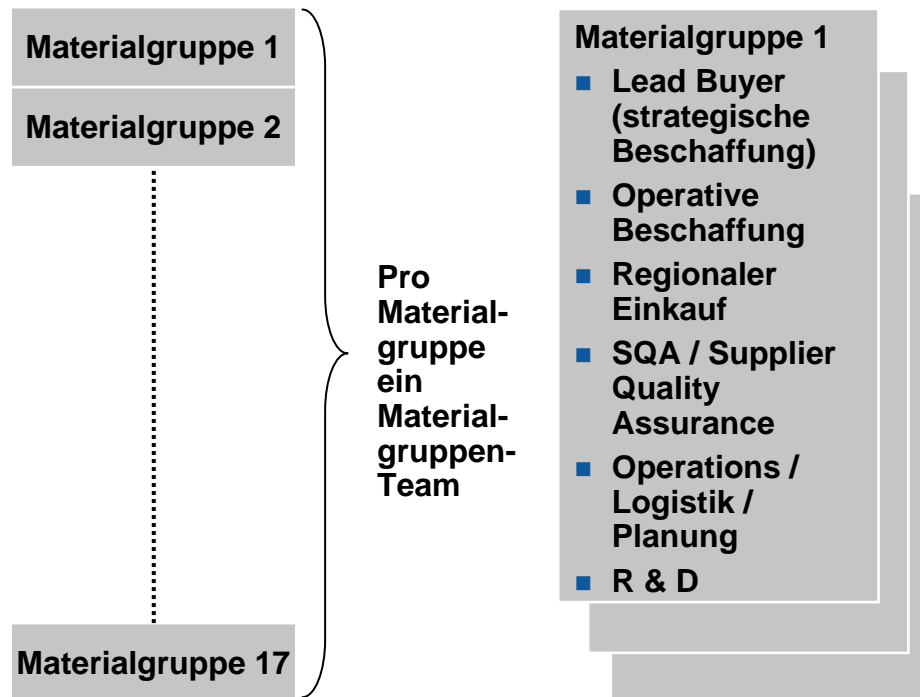 Materialgruppe 1
Materialgruppe 2
Materialgruppe 17
Pro
Material-
gruppe
ein
Material-
gruppen-
Team
Materialgruppe 1
Lead Buyer
(strategische
Beschaffung)
Operative
Beschaffung
Regionaler
Einkauf
SQA / Supplier
Quality
Assurance
Operations /
Logistik /
Planung
R & D